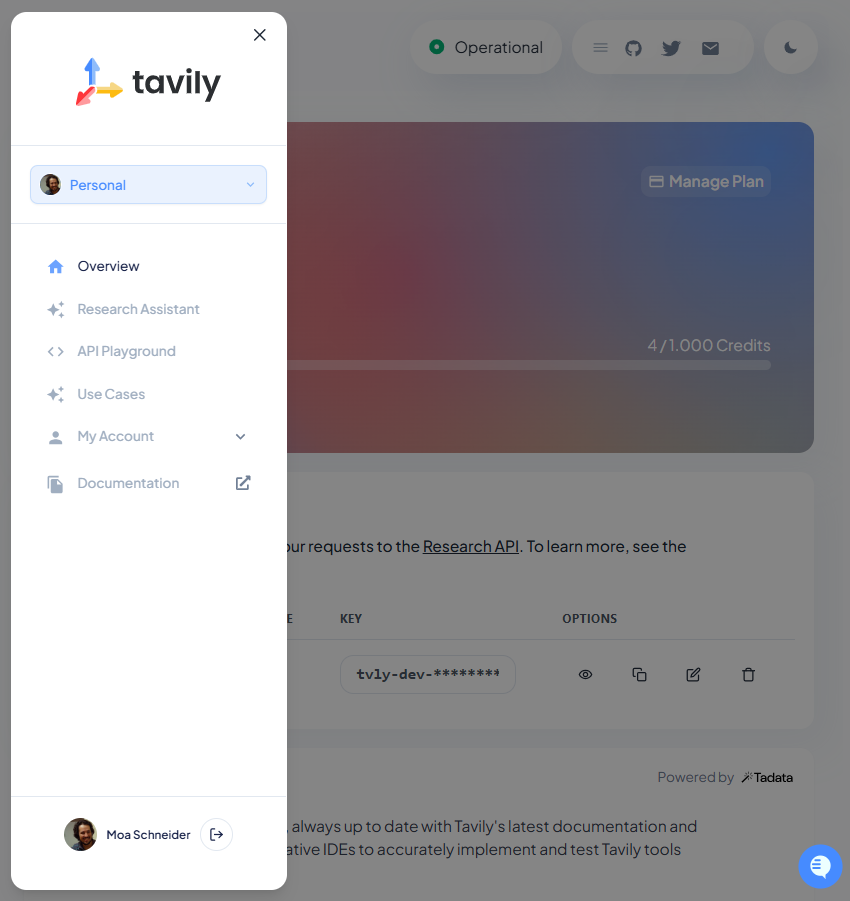 tavily
Operational
Personal
Manage Plan
Overview
Research Assistant
4 / 1.000 Credits
API Playground
Use Cases
My Account
Documentation
our requests to the Research API. To learn more, see the
KEY
OPTIONS
tvly-dev-********
Powered by Tadata
, always up to date with Tavily's latest documentation and
ative IDEs to accurately implement and test Tavily tools
Moa Schneider